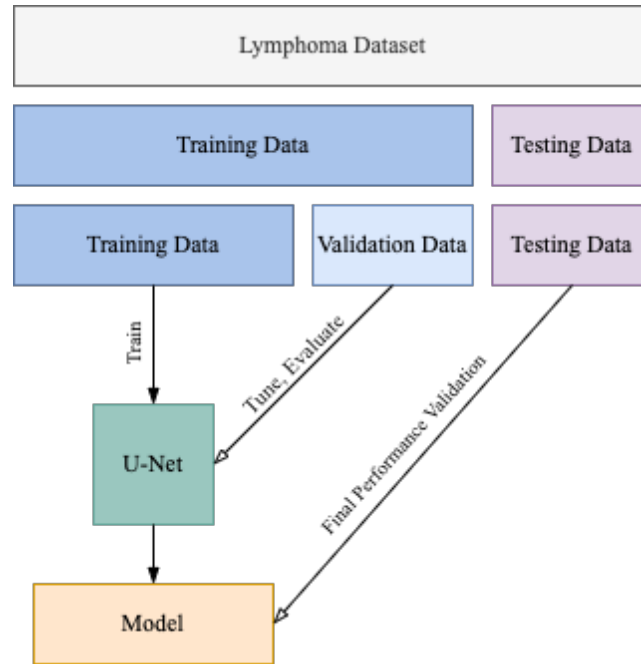 Lymphoma Dataset
Training Data
Testing Data
Training Data
Validation Data
Testing Data
Train
Tune, Evaluate
Final Performance Validation
U-Net
Model